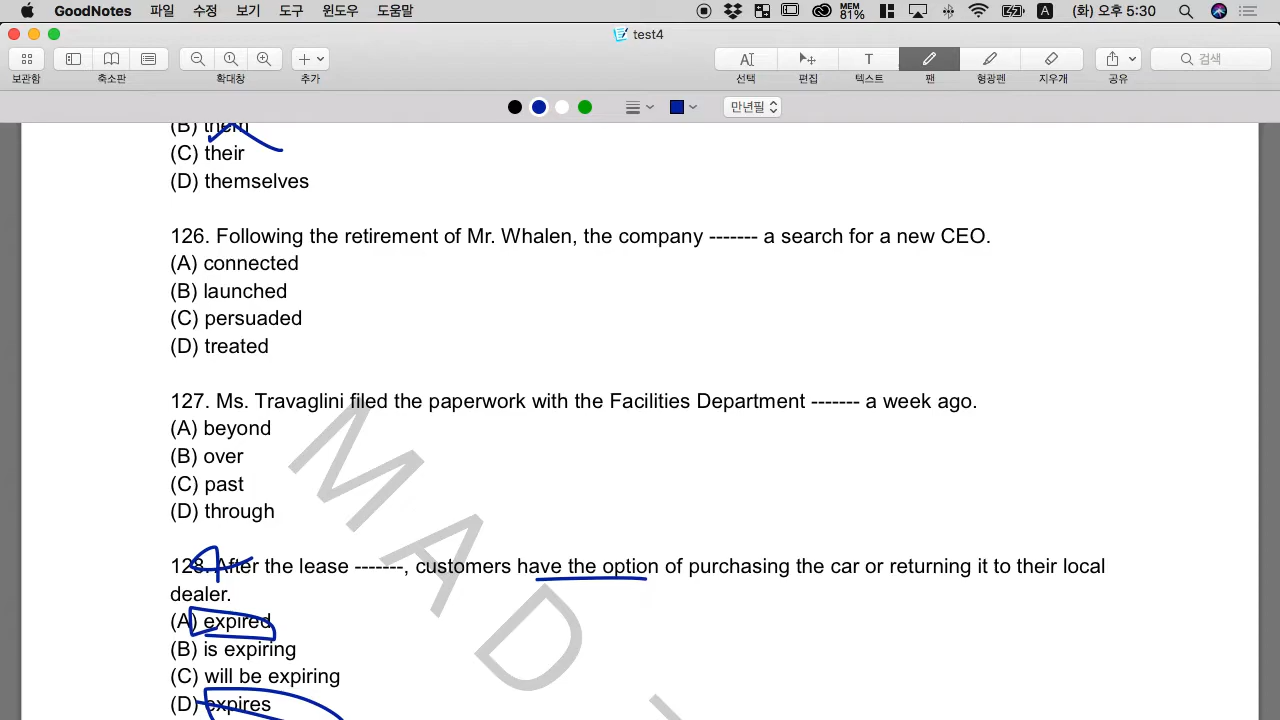 GoodNotes 파일 수정 보기 도구 윈도우 도움말 MEM 81% A (화) 오후 5:30
test4
보관함 축소판 확대창 추가 선택 편집 텍스트 펜 형광펜 지우개 공유 검색
만년필
(B) them
(C) their
(D) themselves
126. Following the retirement of Mr. Whalen, the company ------- a search for a new CEO.
(A) connected
(B) launched
(C) persuaded
(D) treated
127. Ms. Travaglini filed the paperwork with the Facilities Department ------- a week ago.
(A) beyond
(B) over
(C) past
(D) through
128. After the lease -------, customers have the option of purchasing the car or returning it to their local
dealer.
(A) expired
(B) is expiring
(C) will be expiring
(D) expires
MAD